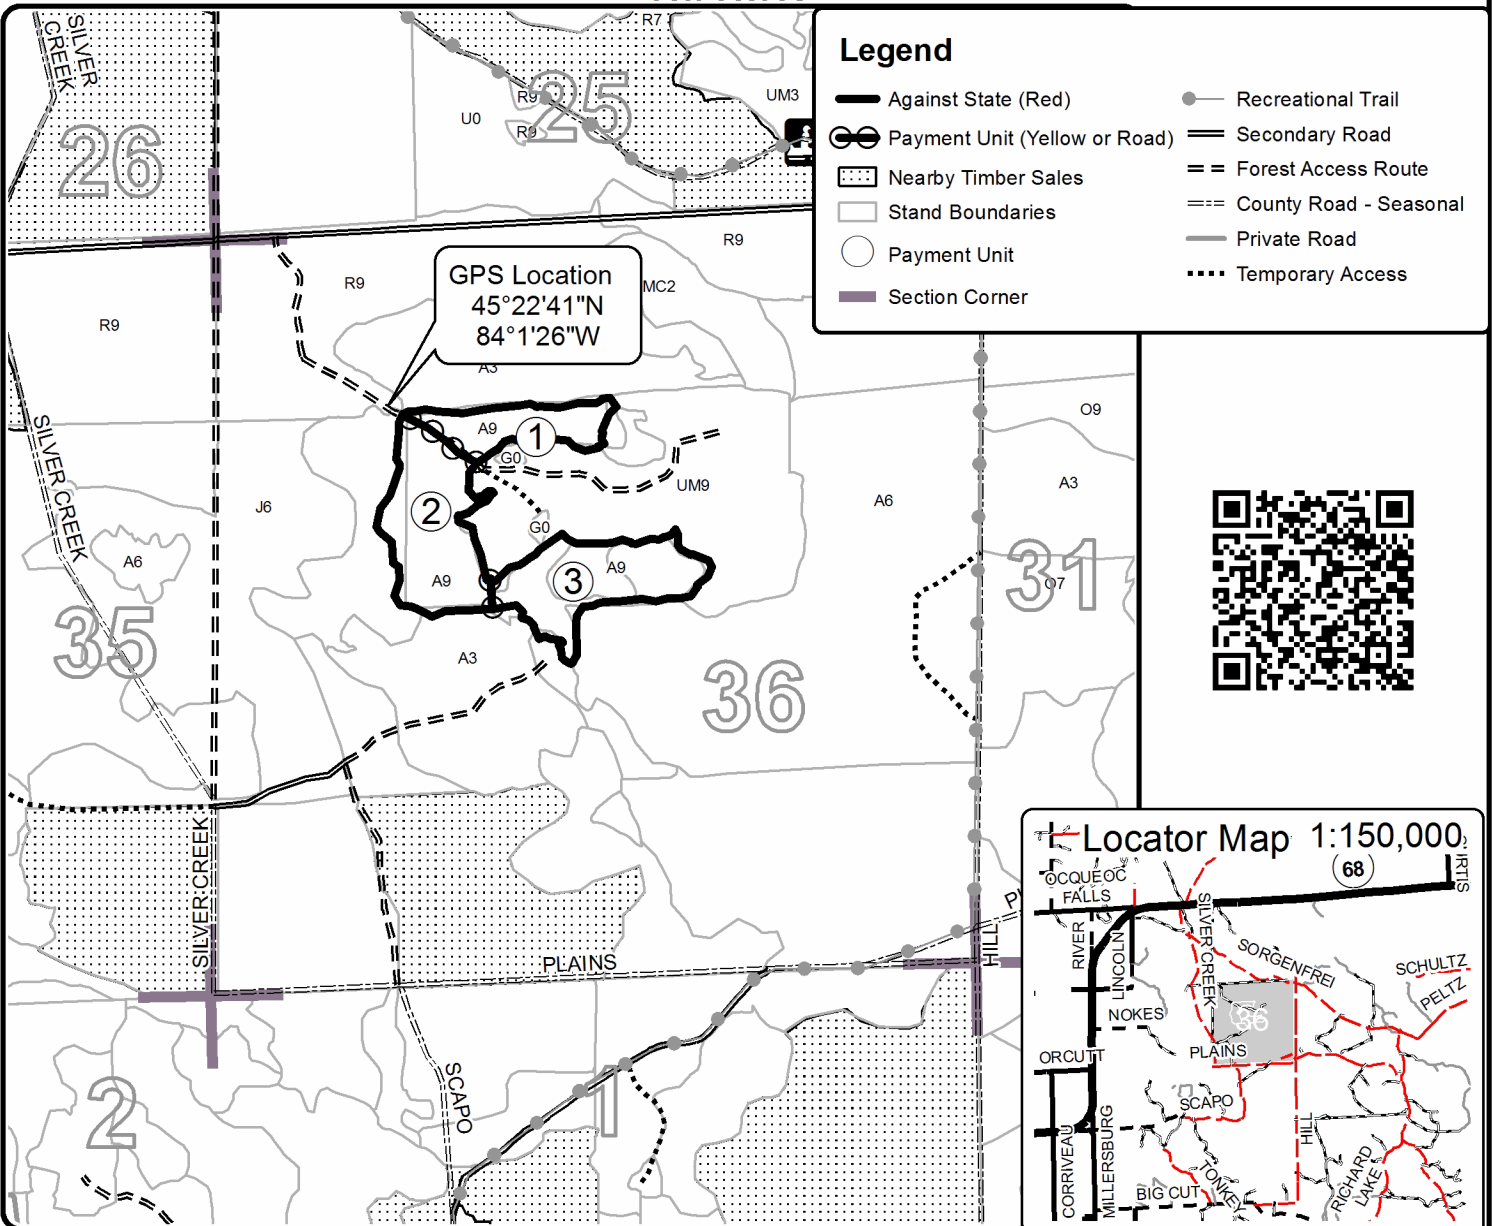 Legend
Against State (Red)
Payment Unit (Yellow or Road)
Nearby Timber Sales
Stand Boundaries
Payment Unit
Section Corner
Recreational Trail
Secondary Road
Forest Access Route
County Road - Seasonal
Private Road
Temporary Access
SILVER
CREEK
26
25
R7
R9
R9
U0
UM3
R9
R9
R9
MC2
GPS Location
45°22'41"N
84°1'26"W
A3
O9
A9
1
G0
UM9
A6
A3
SILVER CREEK
J6
2
G0
A6
A9
3
A9
31
O7
35
A3
36
SILVER CREEK
PLAINS
HILL
SCAPO
2
1
Locator Map 1:150,000
68
OCQUEOC
FALLS
RIVER
LINCOLN
SILVER CREEK
SORGENFREI
SCHULTZ
PELTZ
NOKES
36
PLAINS
ORCUTT
SCAPO
HILL
CORRIVEAU
MILLERSBURG
BIG CUT
TONKEY
RICHARD
LAKE